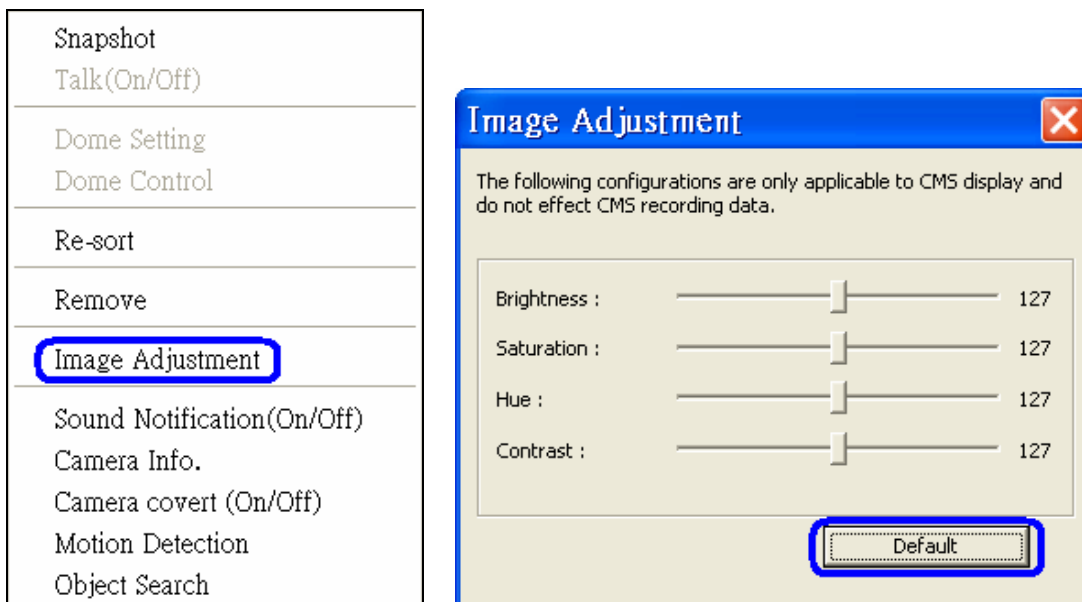 Snapshot
Talk(On/Off)
Dome Setting
Dome Control
Re-sort
Remove
Image Adjustment
Sound Notification(On/Off)
Camera Info.
Camera covert (On/Off)
Motion Detection
Object Search
Image Adjustment
The following configurations are only applicable to CMS display and
do not effect CMS recording data.
Brightness : 127
Saturation : 127
Hue : 127
Contrast : 127
Default